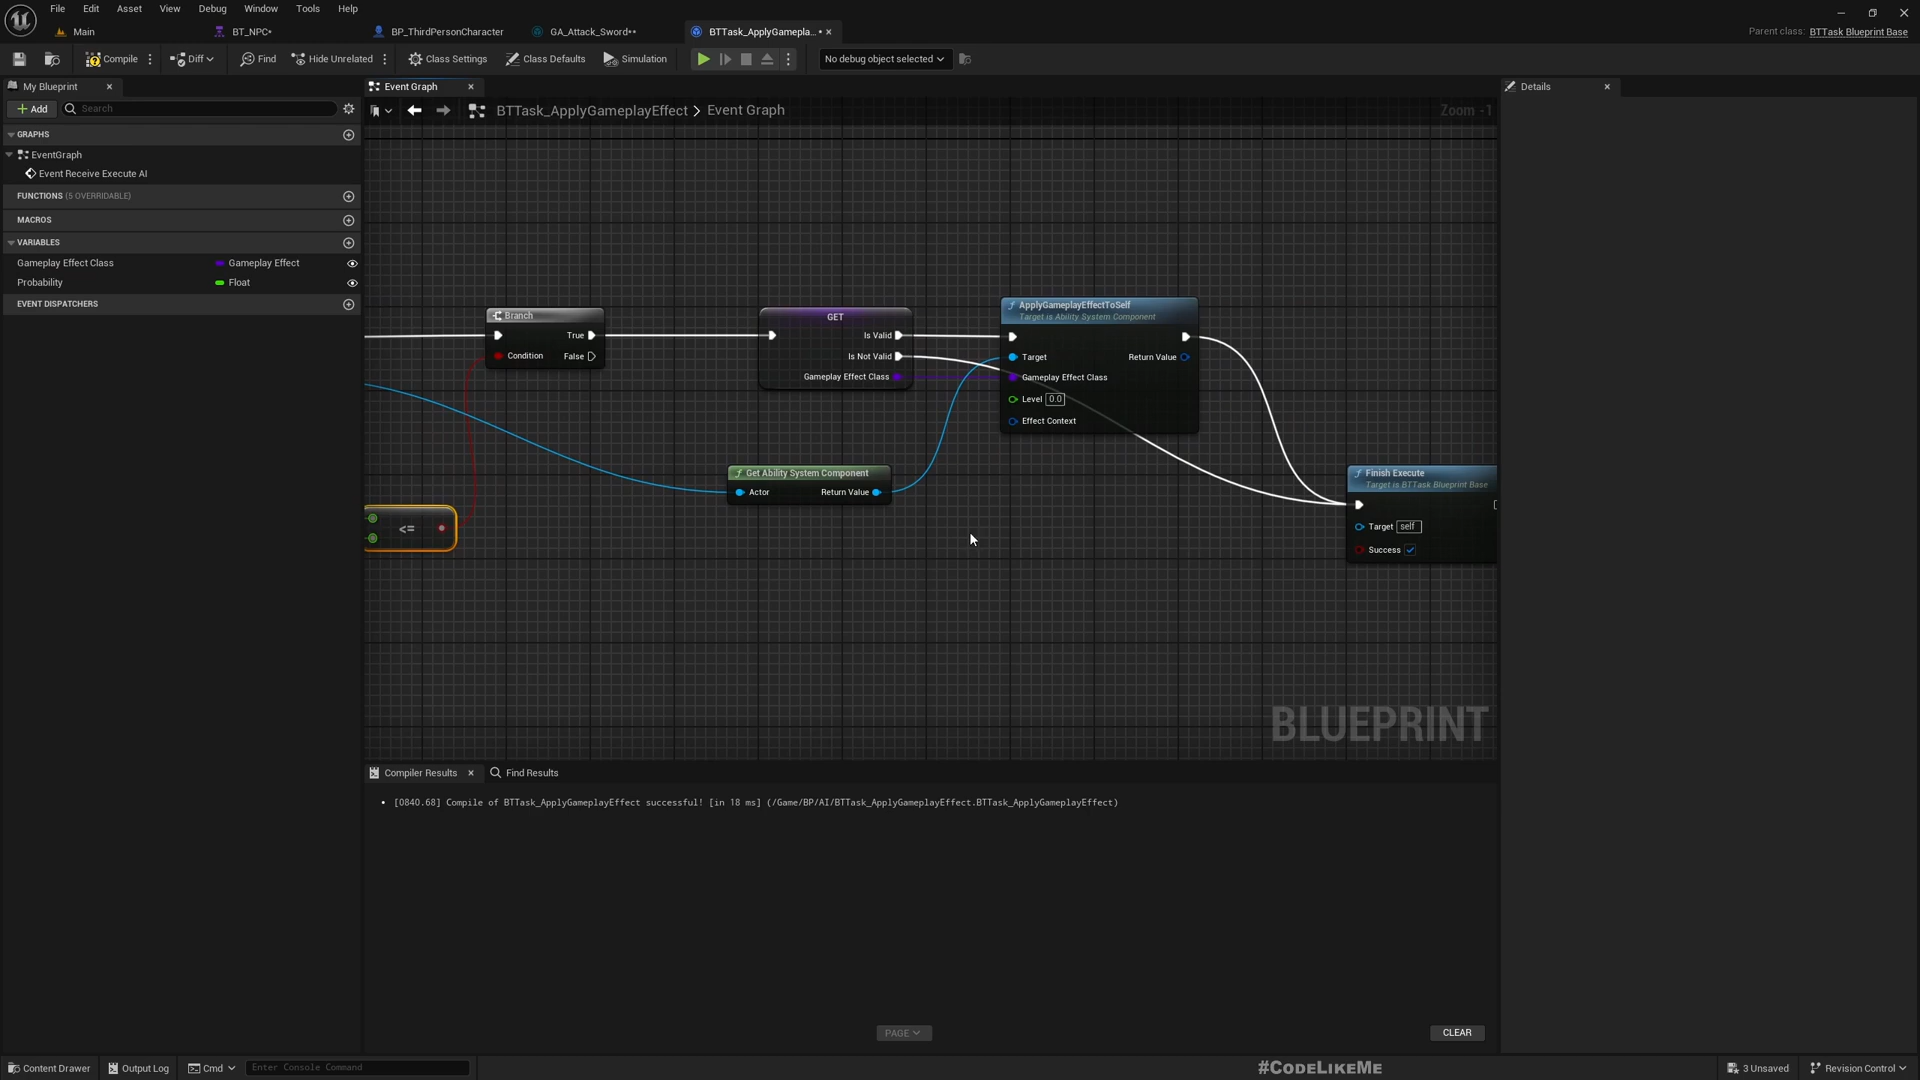 File Edit Asset View Window Debug Window Tools Help
Main
BT_NPC*
BP_ThirdPersonCharacter
GA_Attack_Sword**
BTTask_ApplyGamepla... *
Parent class: BTTask Blueprint Base
Compile
Diff
Find
Hide Unrelated
Class Settings
Class Defaults
Simulation
No debug object selected
My Blueprint
Event Graph
Details
Add
Search
BTTask_ApplyGameplayEffect > Event Graph
Zoom -1
GRAPHS
EventGraph
Event Receive Execute AI
FUNCTIONS (5 OVERRIDABLE)
MACROS
VARIABLES
Gameplay Effect Class Gameplay Effect
Probability Float
EVENT DISPATCHERS
Branch
True
Condition False
GET
Is Valid
Is Not Valid
Gameplay Effect Class
ApplyGameplayEffectToSelf
Target is Ability System Component
Target Return Value
Gameplay Effect Class
Level 0.0
Effect Context
Get Ability System Component
Actor Return Value
<=
Finish Execute
Target is BTTask Blueprint Base
Target self
Success
BLUEPRINT
Compiler Results
Find Results
[0840.68] Compile of BTTask_ApplyGameplayEffect successful! [in 18 ms] (/Game/BP/AI/BTTask_ApplyGameplayEffect.BTTask_ApplyGameplayEffect)
PAGE
CLEAR
Content Drawer
Output Log
Cmd
Enter Console Command
#CODELIKEME
3 Unsaved
Revision Control